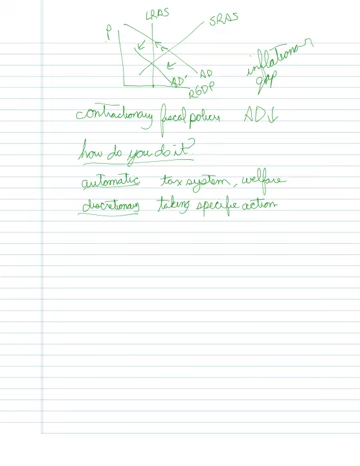 LRAS
SRAS
P
AD
AD'
RGDP
inflationary
gap
contractionary fiscal policy AD↓
how do you do it?
automatic tax system, welfare
discretionary taking specific action